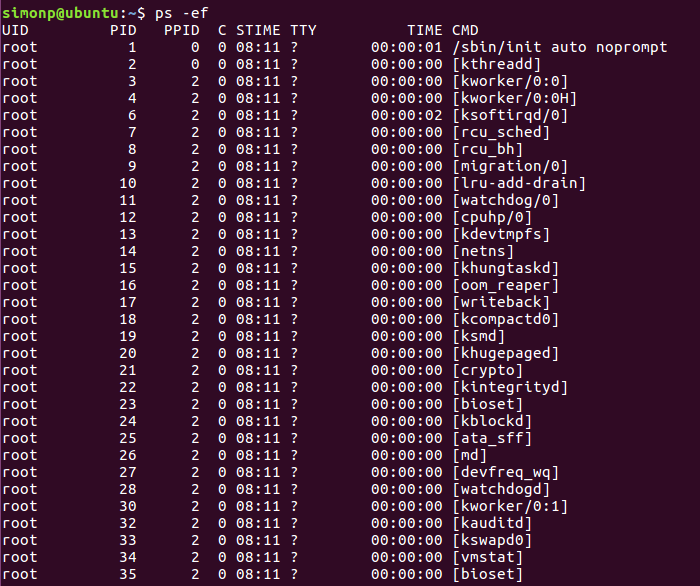 simonp@ubuntu:~$ ps -ef
UID        PID  PPID  C STIME TTY          TIME CMD
root         1     0  0 08:11 ?        00:00:01 /sbin/init auto noprompt
root         2     0  0 08:11 ?        00:00:00 [kthreadd]
root         3     2  0 08:11 ?        00:00:00 [kworker/0:0]
root         4     2  0 08:11 ?        00:00:00 [kworker/0:0H]
root         6     2  0 08:11 ?        00:00:02 [ksoftirqd/0]
root         7     2  0 08:11 ?        00:00:00 [rcu_sched]
root         8     2  0 08:11 ?        00:00:00 [rcu_bh]
root         9     2  0 08:11 ?        00:00:00 [migration/0]
root        10     2  0 08:11 ?        00:00:00 [lru-add-drain]
root        11     2  0 08:11 ?        00:00:00 [watchdog/0]
root        12     2  0 08:11 ?        00:00:00 [cpuhp/0]
root        13     2  0 08:11 ?        00:00:00 [kdevtmpfs]
root        14     2  0 08:11 ?        00:00:00 [netns]
root        15     2  0 08:11 ?        00:00:00 [khungtaskd]
root        16     2  0 08:11 ?        00:00:00 [oom_reaper]
root        17     2  0 08:11 ?        00:00:00 [writeback]
root        18     2  0 08:11 ?        00:00:00 [kcompactd0]
root        19     2  0 08:11 ?        00:00:00 [ksmd]
root        20     2  0 08:11 ?        00:00:00 [khugepaged]
root        21     2  0 08:11 ?        00:00:00 [crypto]
root        22     2  0 08:11 ?        00:00:00 [kintegrityd]
root        23     2  0 08:11 ?        00:00:00 [bioset]
root        24     2  0 08:11 ?        00:00:00 [kblockd]
root        25     2  0 08:11 ?        00:00:00 [ata_sff]
root        26     2  0 08:11 ?        00:00:00 [md]
root        27     2  0 08:11 ?        00:00:00 [devfreq_wq]
root        28     2  0 08:11 ?        00:00:00 [watchdogd]
root        30     2  0 08:11 ?        00:00:00 [kworker/0:1]
root        32     2  0 08:11 ?        00:00:00 [kauditd]
root        33     2  0 08:11 ?        00:00:00 [kswapd0]
root        34     2  0 08:11 ?        00:00:00 [vmstat]
root        35     2  0 08:11 ?        00:00:00 [bioset]